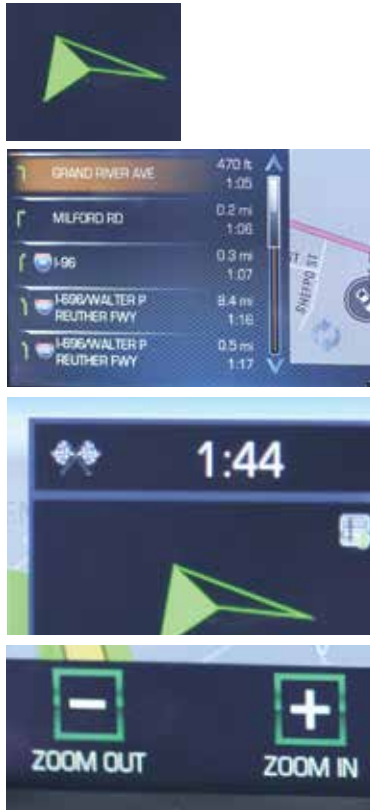 GRAND RIVER AVE
470 ft
1:05
MILFORD RD
0.2 mi
1:06
I-96
0.3 mi
1:07
I-696/WALTER P
REUTHER FWY
8.4 mi
1:16
I-696/WALTER P
REUTHER FWY
0.5 mi
1:17
1:44
ZOOM OUT
ZOOM IN